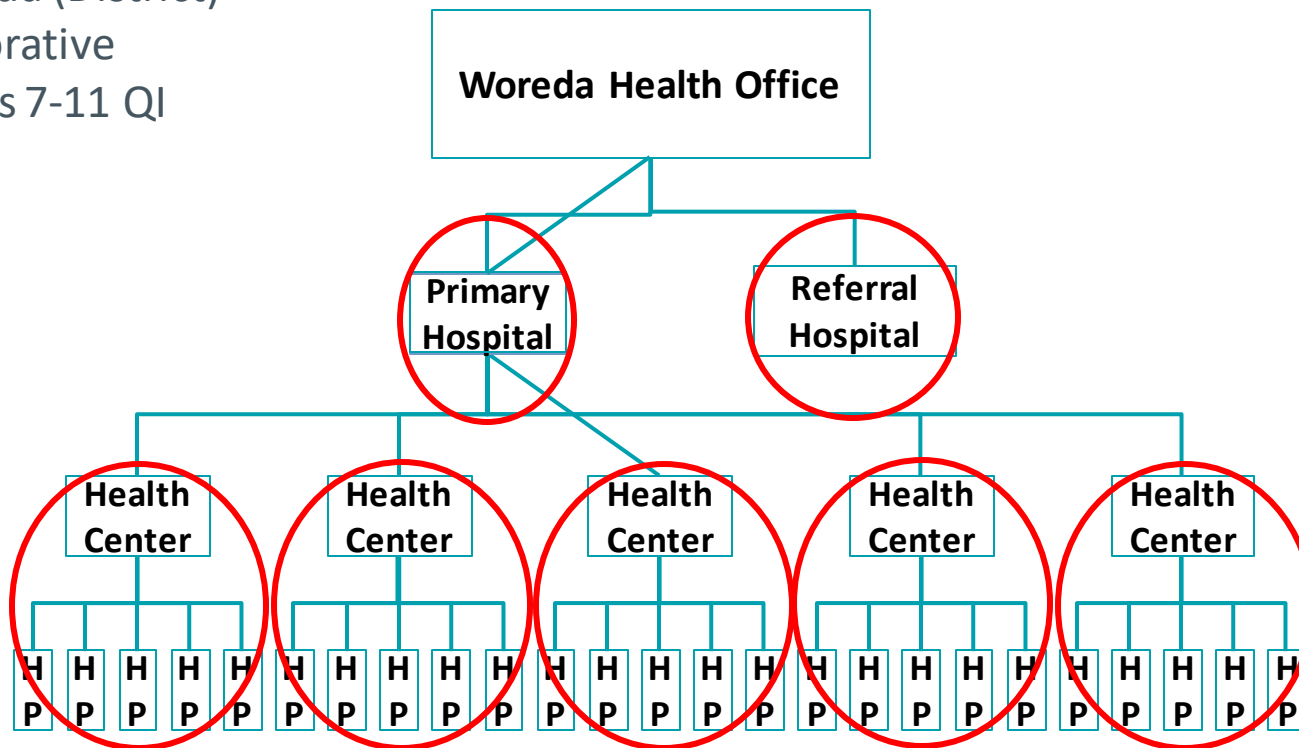 (District)
orative
s 7-11 QI
Woreda Health Office
Primary
Hospital
Referral
Hospital
Health
Center
Health
Center
Health
Center
Health
Center
Health
Center
H H H H H H H H H H H H H H H H H H H H H H H H H
P P P P P P P P P P P P P P P P P P P P P P P P P